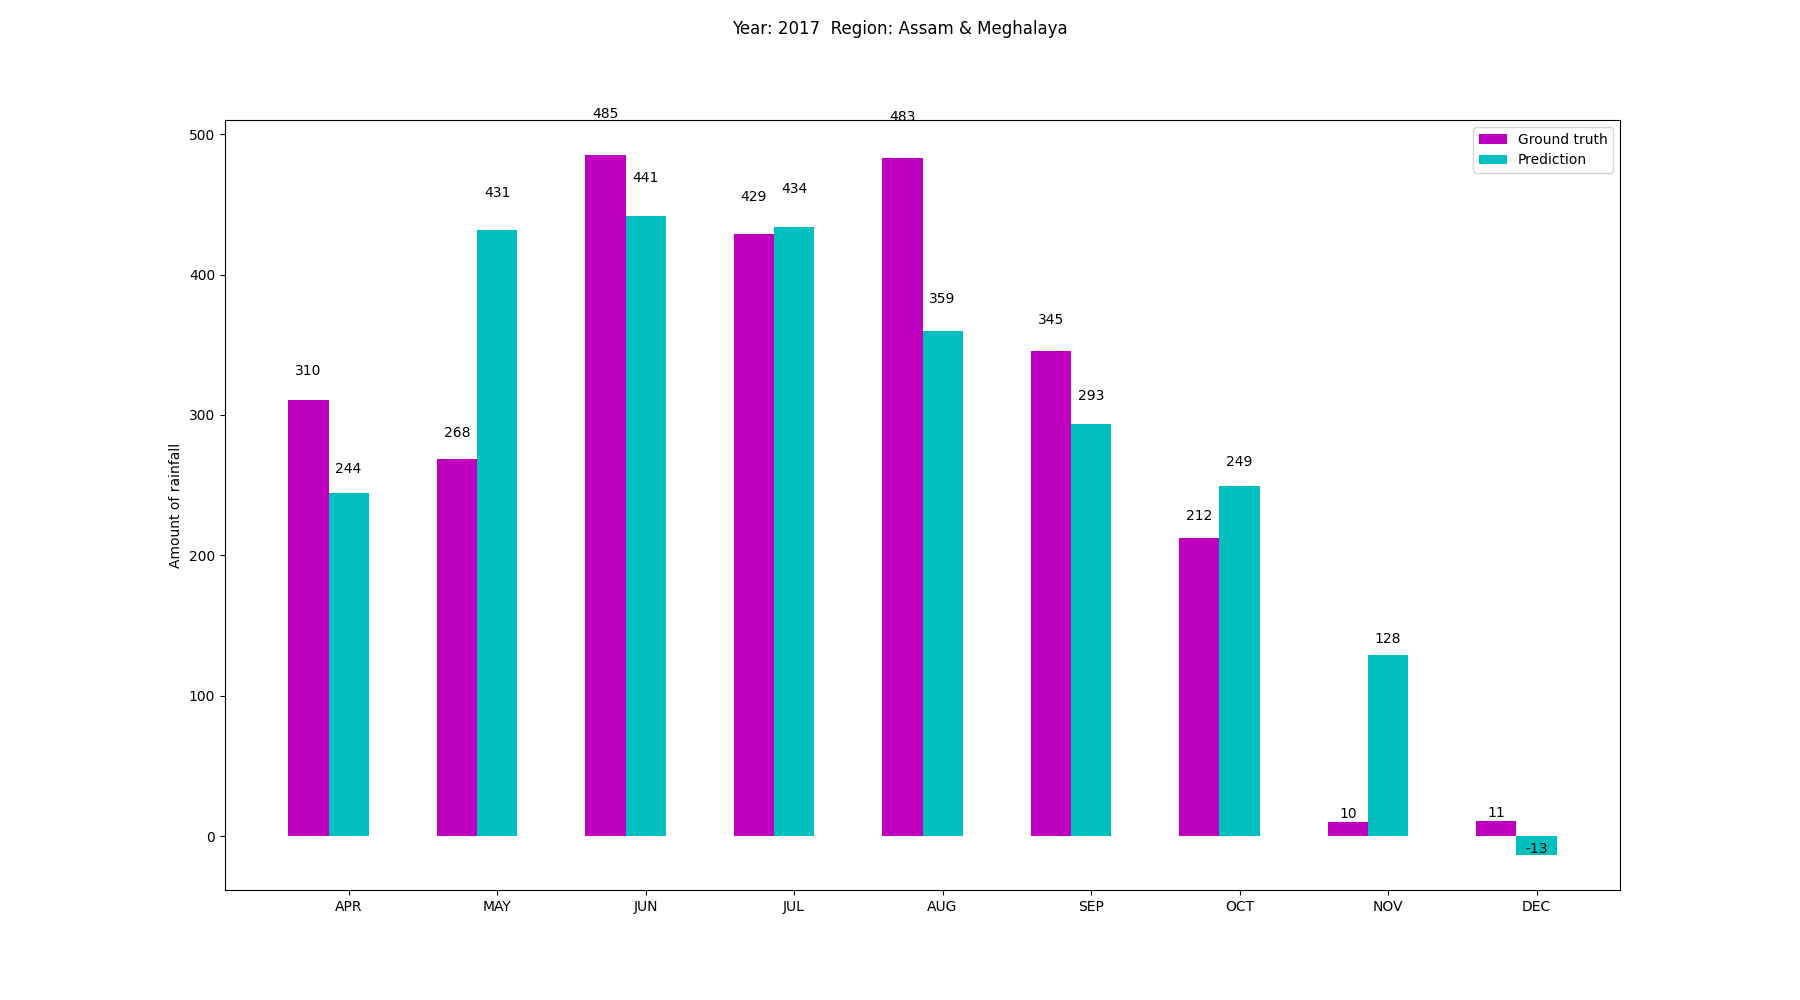 Year: 2017  Region: Assam & Meghalaya
485
483
500
Ground truth
Prediction
431
441
429
434
400
359
345
310
293
300
268
244
249
212
Amount of rainfall
200
128
100
10
11
0
-13
APR
MAY
JUN
JUL
AUG
SEP
OCT
NOV
DEC